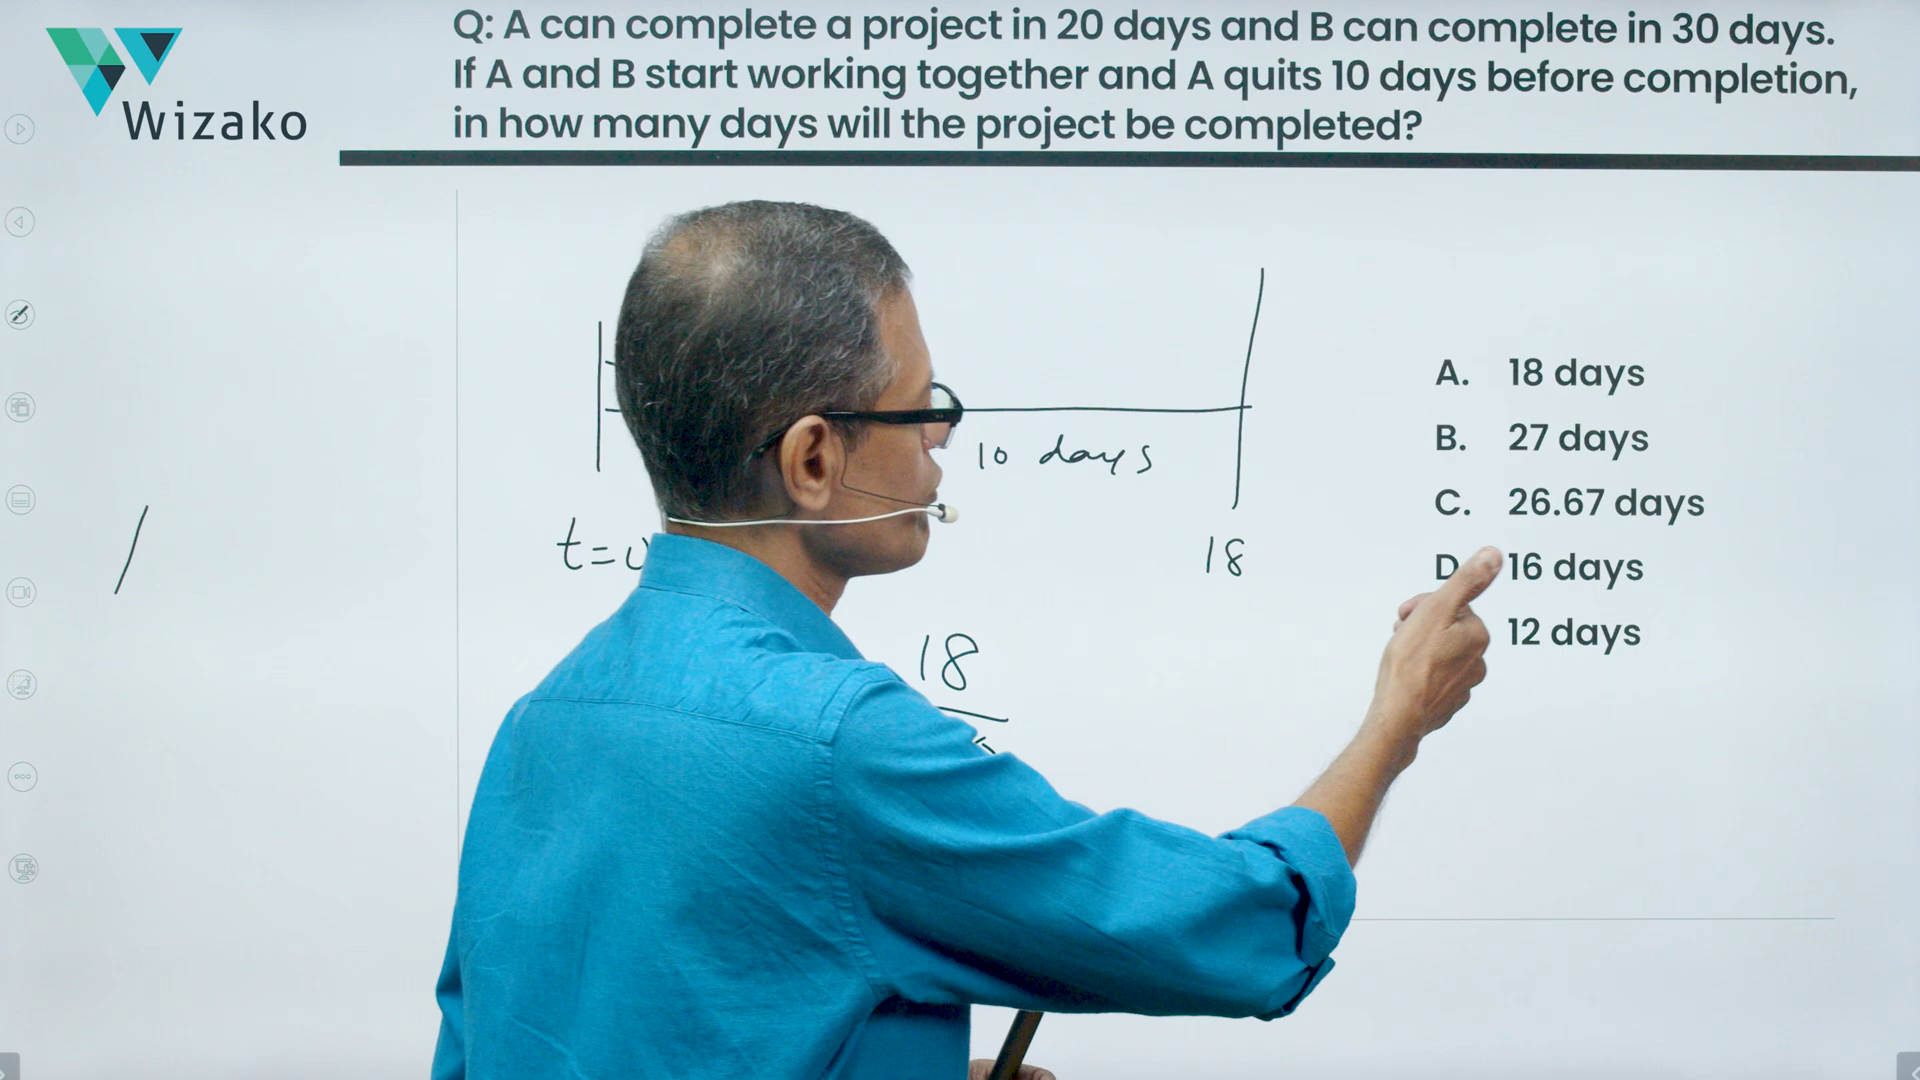 Wizako
Q: A can complete a project in 20 days and B can complete in 30 days.
If A and B start working together and A quits 10 days before completion,
in how many days will the project be completed?
10 days
t=0
18
18
A. 18 days
B. 27 days
C. 26.67 days
D 16 days
12 days